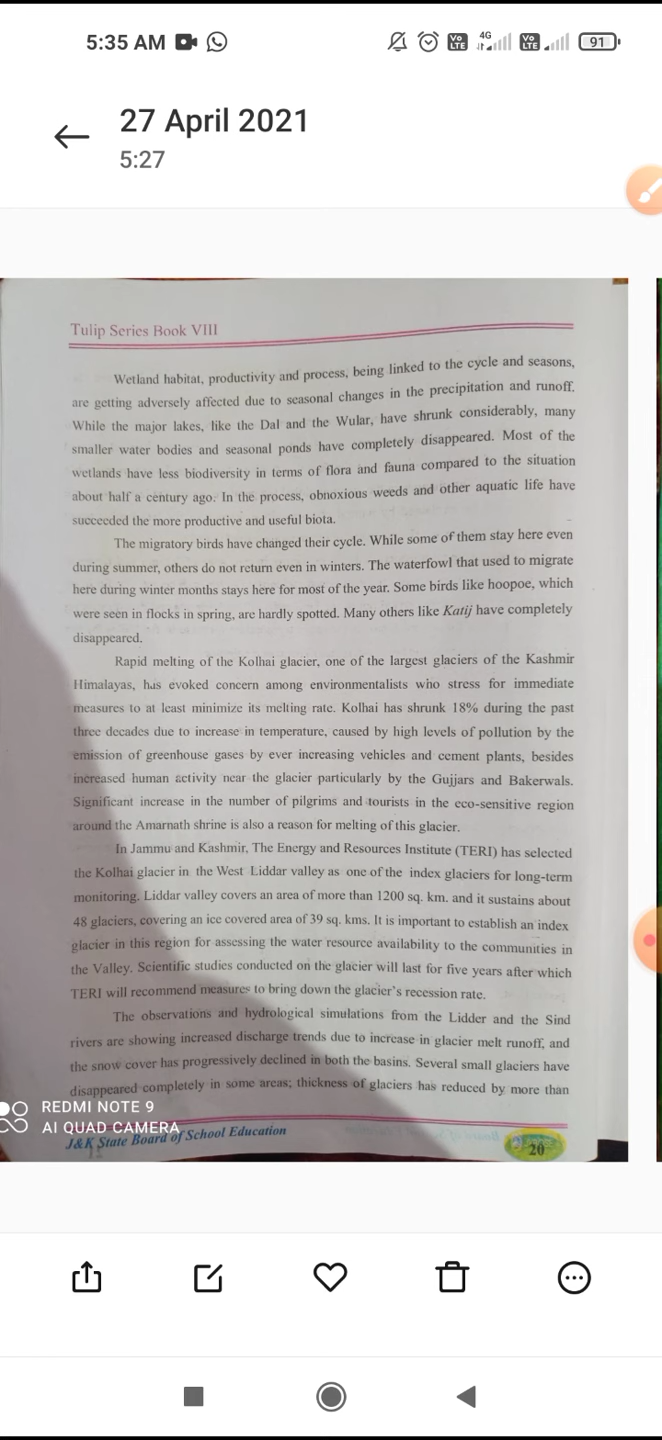 5:35 AM
4G
Vo LTE
Vo LTE
91
27 April 2021
5:27
Tulip Series Book VIII
Wetland habitat, productivity and process, being linked to the cycle and seasons,
are getting adversely affected due to seasonal changes in the precipitation and runoff.
While the major lakes, like the Dal and the Wular, have shrunk considerably, many
smaller water bodies and seasonal ponds have completely disappeared. Most of the
wetlands have less biodiversity in terms of flora and fauna compared to the situation
about half a century ago. In the process, obnoxious weeds and other aquatic life have
succeeded the more productive and useful biota.
The migratory birds have changed their cycle. While some of them stay here even
during summer, others do not return even in winters. The waterfowl that used to migrate
here during winter months stays here for most of the year. Some birds like hoopoe, which
were seen in flocks in spring, are hardly spotted. Many others like Katij have completely
disappeared.
Rapid melting of the Kolhai glacier, one of the largest glaciers of the Kashmir
Himalayas, has evoked concern among environmentalists who stress for immediate
measures to at least minimize its melting rate. Kolhai has shrunk 18% during the past
three decades due to increase in temperature, caused by high levels of pollution by the
emission of greenhouse gases by ever increasing vehicles and cement plants, besides
increased human activity near the glacier particularly by the Gujjars and Bakerwals.
Significant increase in the number of pilgrims and tourists in the eco-sensitive region
around the Amarnath shrine is also a reason for melting of this glacier.
In Jammu and Kashmir, The Energy and Resources Institute (TERI) has selected
the Kolhai glacier in the West Liddar valley as one of the index glaciers for long-term
monitoring. Liddar valley covers an area of more than 1200 sq. km. and it sustains about
48 glaciers, covering an ice covered area of 39 sq. kms. It is important to establish an index
glacier in this region for assessing the water resource availability to the communities in
the Valley. Scientific studies conducted on the glacier will last for five years after which
TERI will recommend measures to bring down the glacier's recession rate.
The observations and hydrological simulations from the Lidder and the Sind
rivers are showing increased discharge trends due to increase in glacier melt runoff, and
the snow cover has progressively declined in both the basins. Several small glaciers have
disappeared completely in some areas; thickness of glaciers has reduced by more than
REDMI NOTE 9
AI QUAD CAMERA
J&K State Board of School Education
20